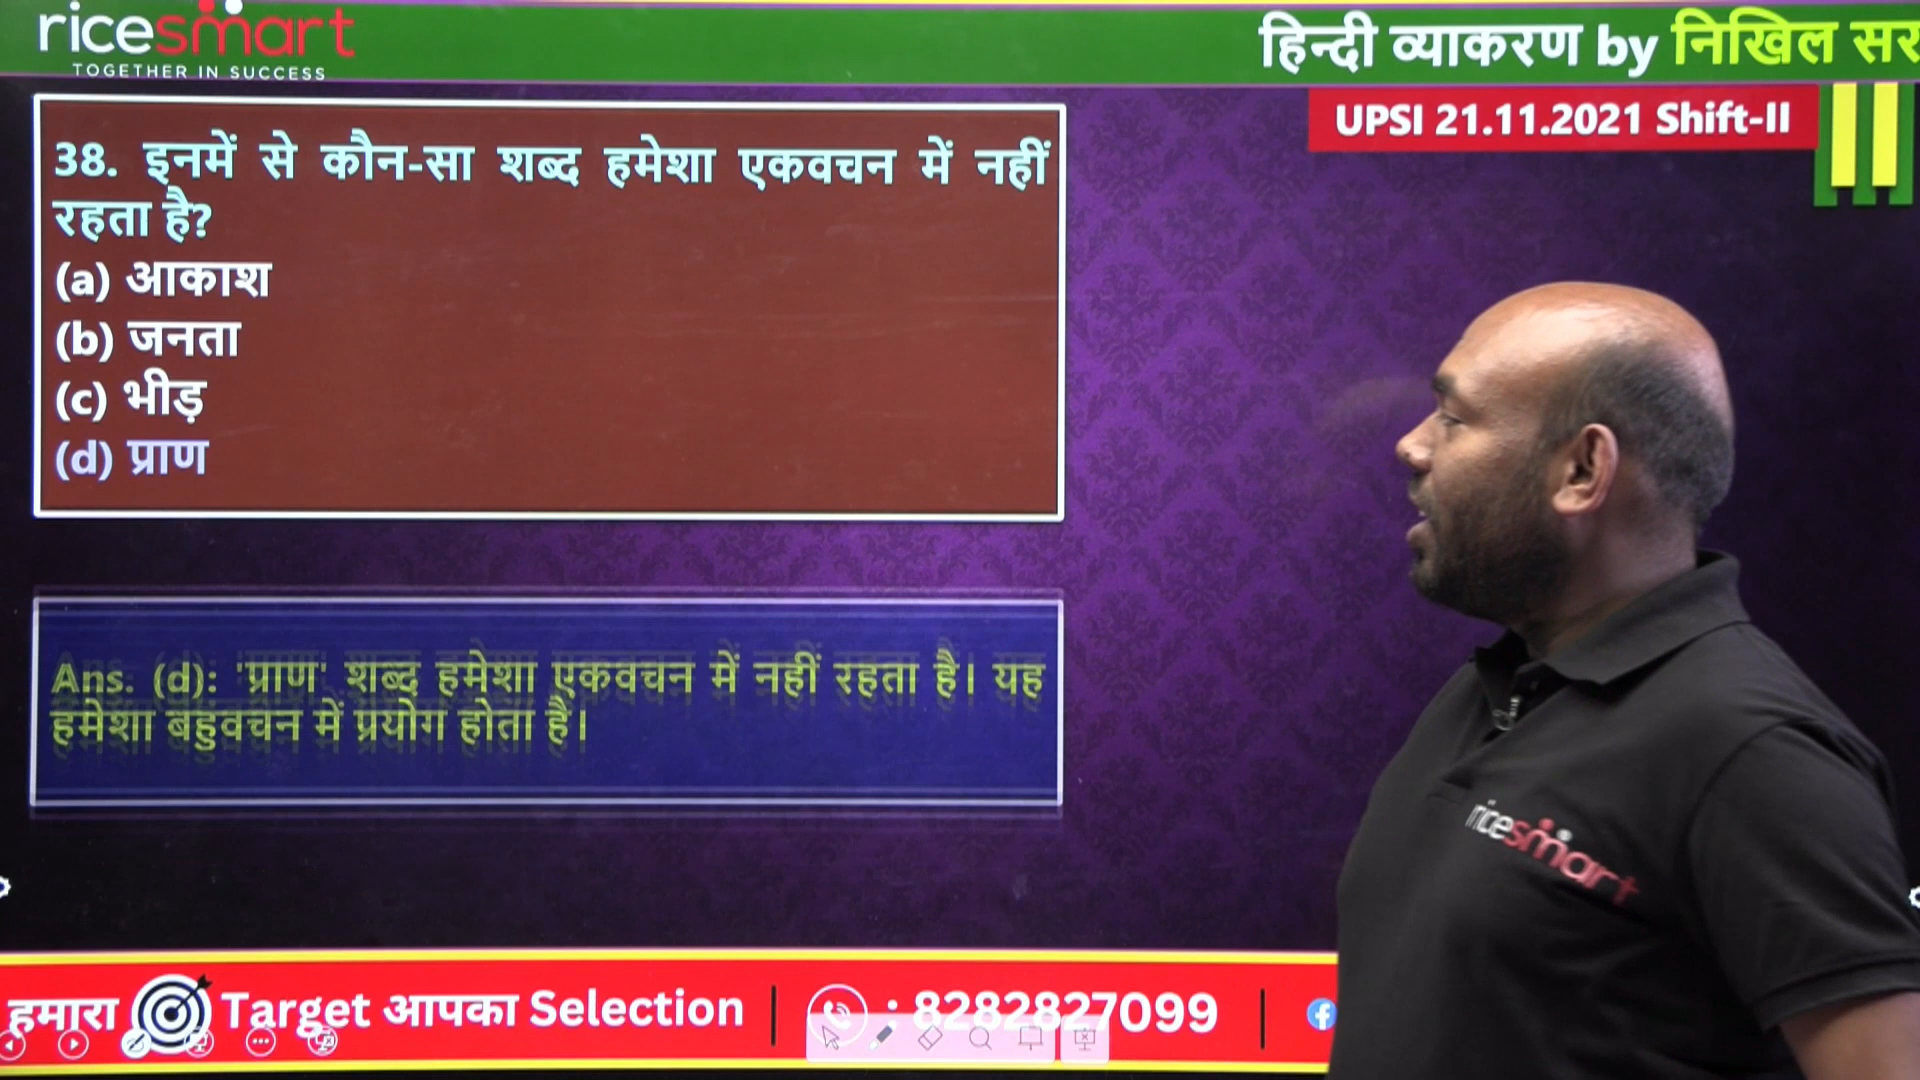 ricesmart
TOGETHER IN SUCCESS
हिन्दी व्याकरण by निखिल सर
UPSI 21.11.2021 Shift-II
38. इनमें से कौन-सा शब्द हमेशा एकवचन में नहीं
रहता है?
(a) आकाश
(b) जनता
(c) भीड़
(d) प्राण
Ans. (d): 'प्राण' शब्द हमेशा एकवचन में नहीं रहता है। यह
हमेशा बहुवचन में प्रयोग होता है।
ricesmart
हमारा Target आपका Selection : 8282827099